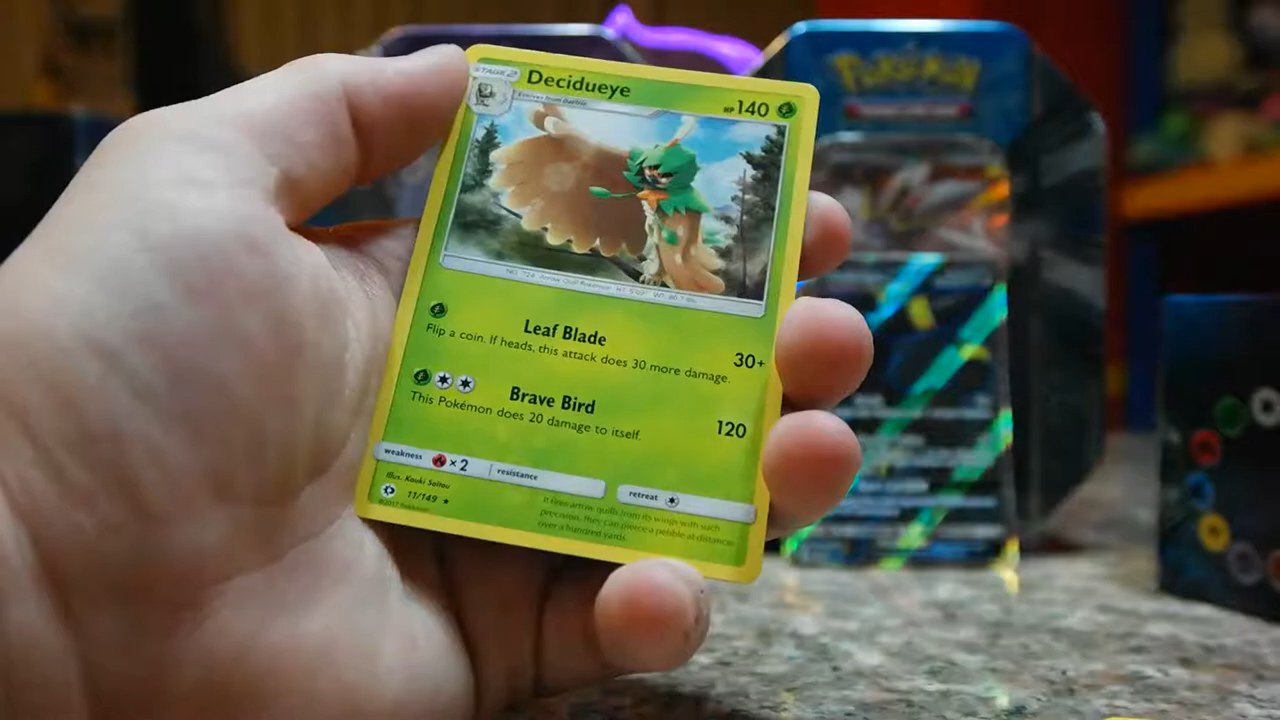 Pokémon
STAGE 2
Decidueye
HP 140
Evolves from Dartrix
NO. 724 Arrow Quill Pokémon HT: 5'03" WT: 80.7 lbs.
Leaf Blade
30+
Flip a coin. If heads, this attack does 30 more damage.
Brave Bird
120
This Pokémon does 20 damage to itself.
weakness ×2 resistance
retreat
Illus. Kouki Saitou
11/149
©2017 Pokémon
It fires arrow quills from its wings with such
precision, they can pierce a pebble at distances
over a hundred yards.